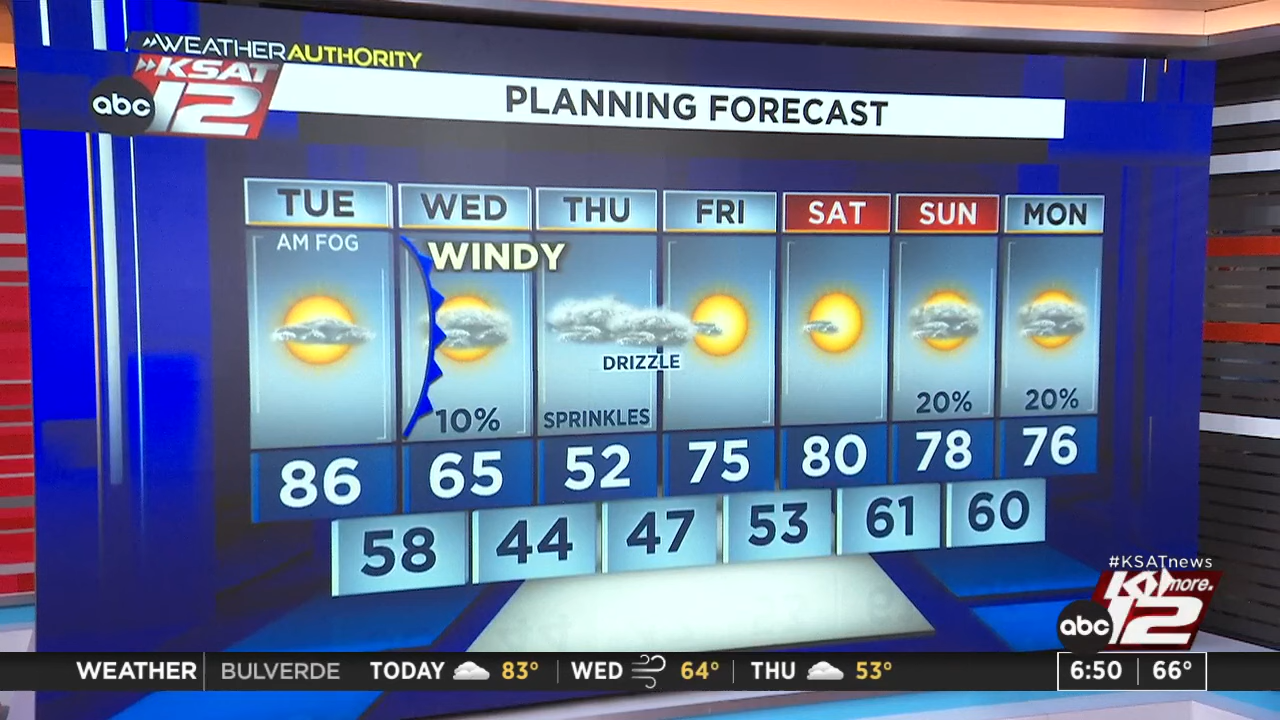 WEATHER AUTHORITY
KSAT
abc 12
PLANNING FORECAST
TUE WED THU FRI SAT SUN MON
AM FOG
WINDY
DRIZZLE
10% SPRINKLES 20% 20%
86 65 52 75 80 78 76
58 44 47 53 61 60
#KSATnews
more.
abc 12
WEATHER BULVERDE TODAY 83° WED 64° THU 53° 6:50 66°